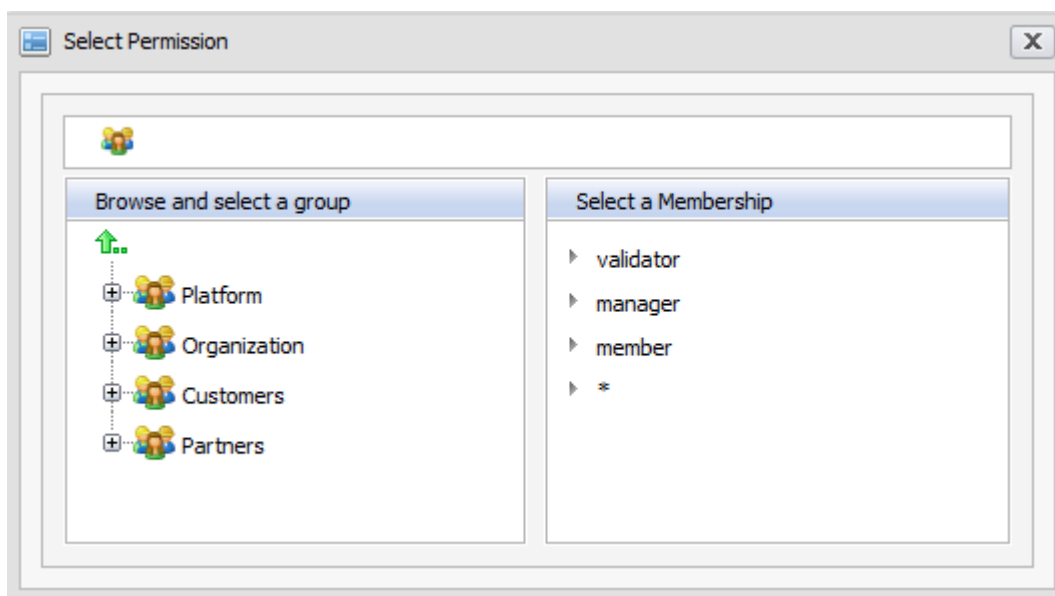 Select Permission
X
Browse and select a group
Select a Membership
..
Platform
Organization
Customers
Partners
validator
manager
member
*